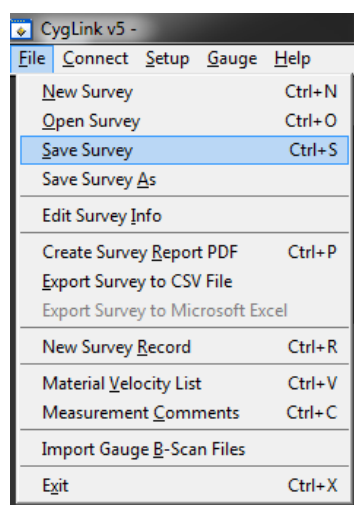 CygLink v5 -
File Connect Setup Gauge Help
New Survey Ctrl+N
Open Survey Ctrl+O
Save Survey Ctrl+S
Save Survey As
Edit Survey Info
Create Survey Report PDF Ctrl+P
Export Survey to CSV File
Export Survey to Microsoft Excel
New Survey Record Ctrl+R
Material Velocity List Ctrl+V
Measurement Comments Ctrl+C
Import Gauge B-Scan Files
Exit Ctrl+X